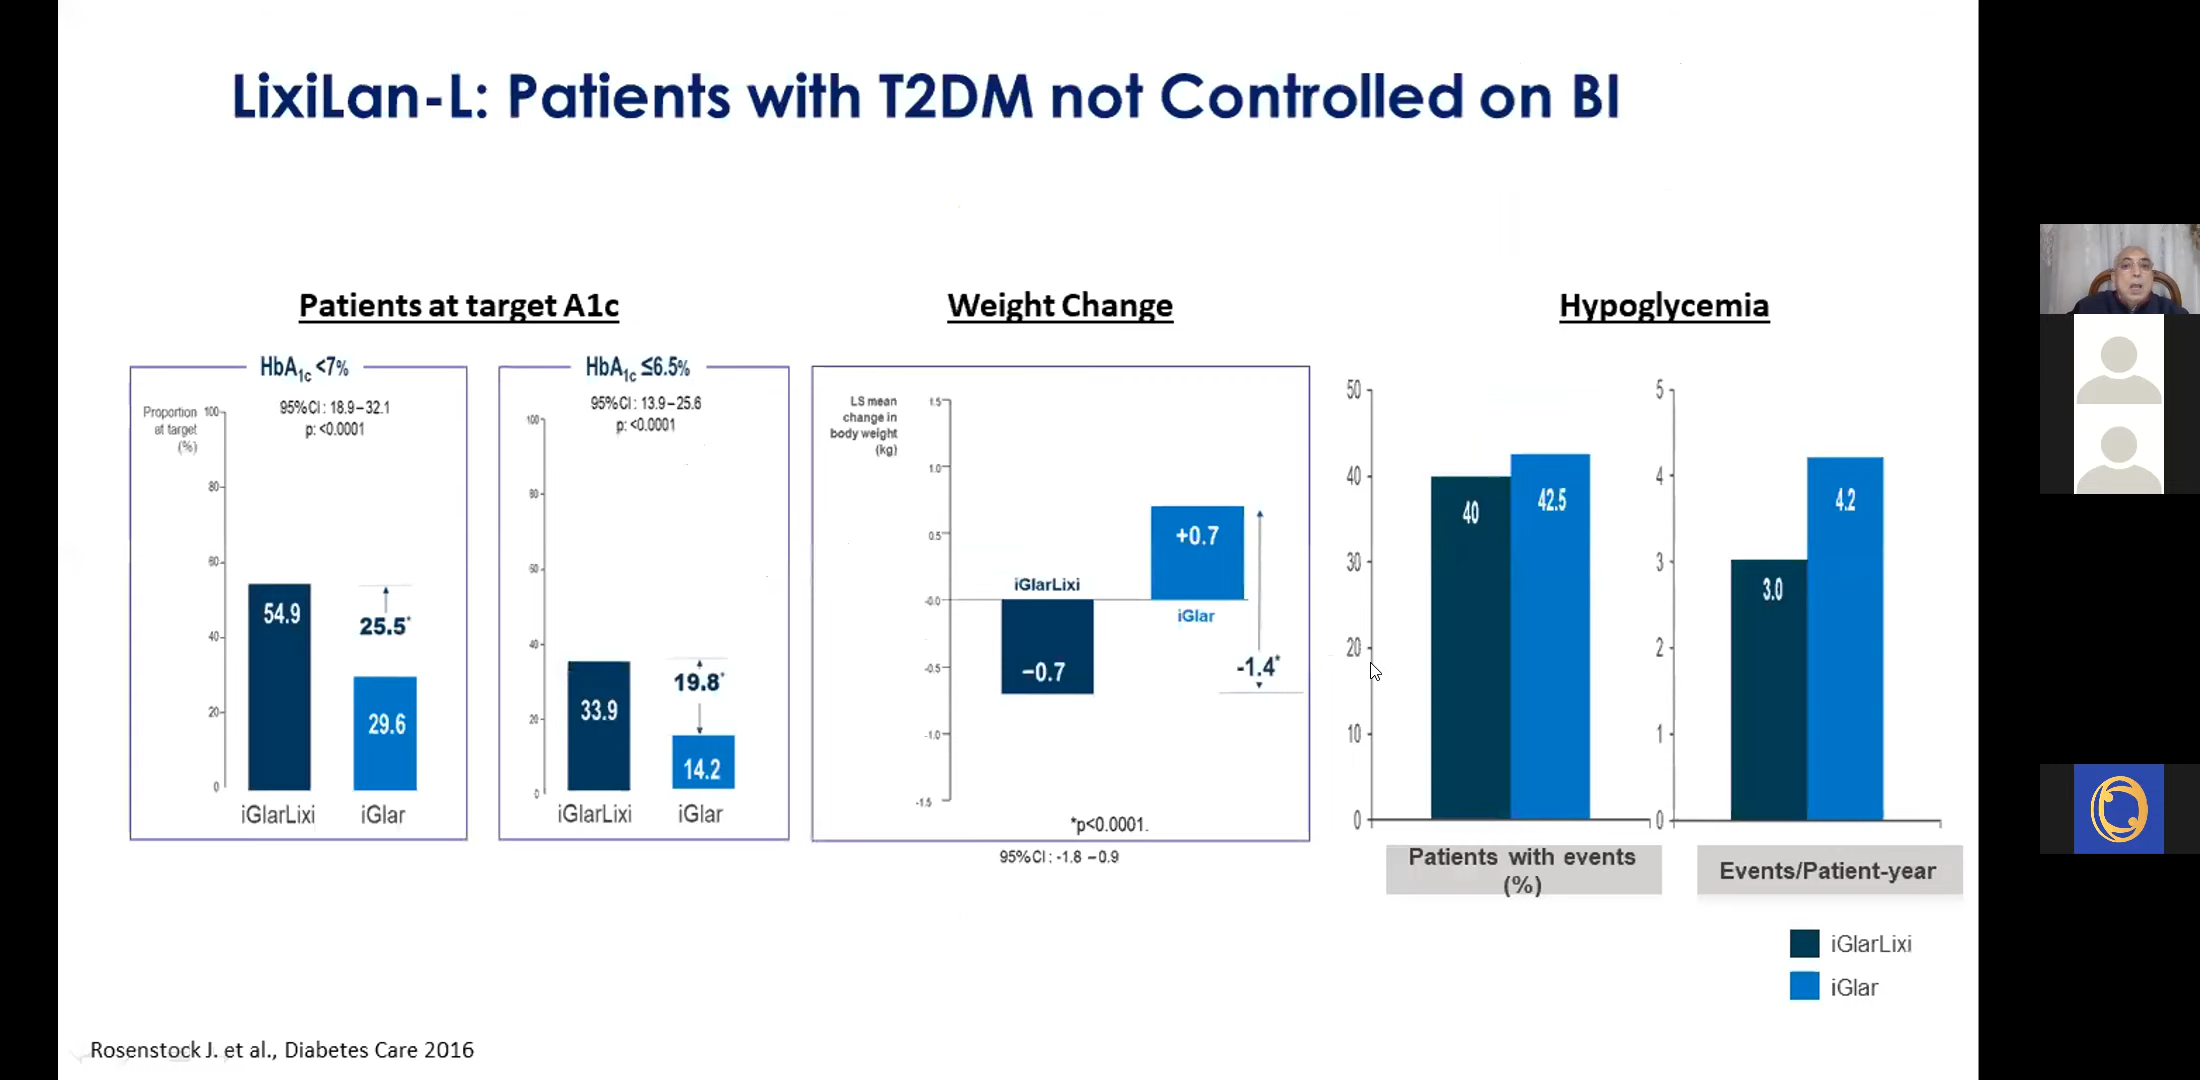 LixiLan-L: Patients with T2DM not Controlled on BI
Patients at target A1c
HbA1c <7%
95%CI: 18.9–32.1
p: <0.0001
Proportion
at target
(%)
100
80
60
40
20
0
54.9
25.5*
29.6
iGlarLixi
iGlar
HbA1c ≤6.5%
95%CI: 13.9–25.6
p: <0.0001
100
80
60
40
20
0
33.9
19.8*
14.2
iGlarLixi
iGlar
Weight Change
LS mean
change in
body weight
(kg)
1.5
1.0
0.5
-0.0
-0.5
-1.0
-1.5
iGlarLixi
−0.7
+0.7
iGlar
-1.4*
*p<0.0001.
95%CI: -1.8 –0.9
Hypoglycemia
50
40
30
20
10
0
40
42.5
Patients with events
(%)
5
4
3
2
1
0
3.0
4.2
Events/Patient-year
iGlarLixi
iGlar
Rosenstock J. et al., Diabetes Care 2016